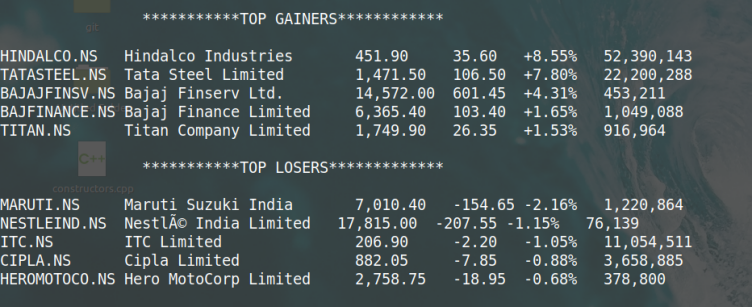 git
***********TOP GAINERS************
HINDALCO.NS Hindalco Industries 451.90 35.60 +8.55% 52,390,143
TATASTEEL.NS Tata Steel Limited 1,471.50 106.50 +7.80% 22,200,288
BAJAJFINSV.NS Bajaj Finserv Ltd. 14,572.00 601.45 +4.31% 453,211
BAJFINANCE.NS Bajaj Finance Limited 6,365.40 103.40 +1.65% 1,049,088
TITAN.NS Titan Company Limited 1,749.90 26.35 +1.53% 916,964
C++
***********TOP LOSERS*************
constructors.cpp
MARUTI.NS Maruti Suzuki India 7,010.40 -154.65 -2.16% 1,220,864
NESTLEIND.NS NestlÃ© India Limited 17,815.00 -207.55 -1.15% 76,139
ITC.NS ITC Limited 206.90 -2.20 -1.05% 11,054,511
CIPLA.NS Cipla Limited 882.05 -7.85 -0.88% 3,658,885
HEROMOTOCO.NS Hero MotoCorp Limited 2,758.75 -18.95 -0.68% 378,800